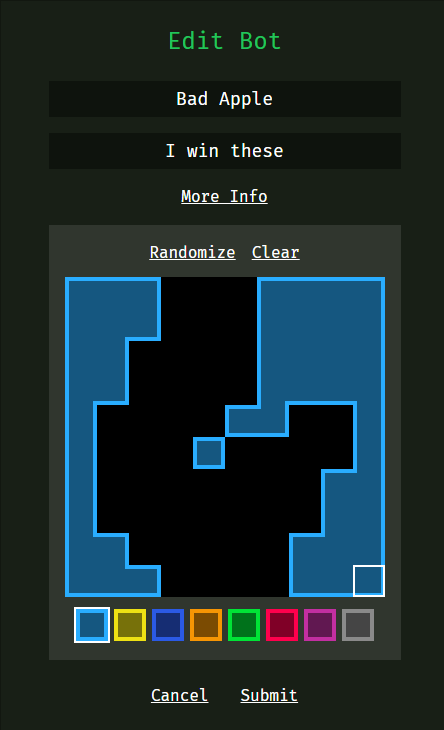 Edit Bot
Bad Apple
I win these
More Info
Randomize Clear
Cancel Submit